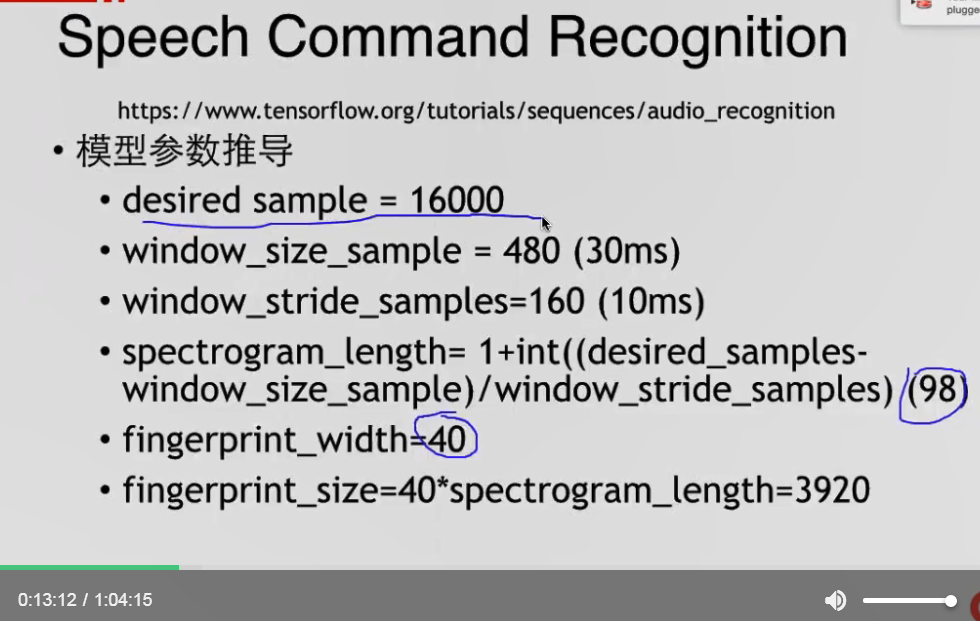 plugge
Speech Command Recognition
https://www.tensorflow.org/tutorials/sequences/audio_recognition
• 模型参数推导
• desired sample = 16000
• window_size_sample = 480 (30ms)
• window_stride_samples=160 (10ms)
• spectrogram_length= 1+int((desired_samples-
window_size_sample)/window_stride_samples) (98)
• fingerprint_width=40
• fingerprint_size=40*spectrogram_length=3920
0:13:12 / 1:04:15